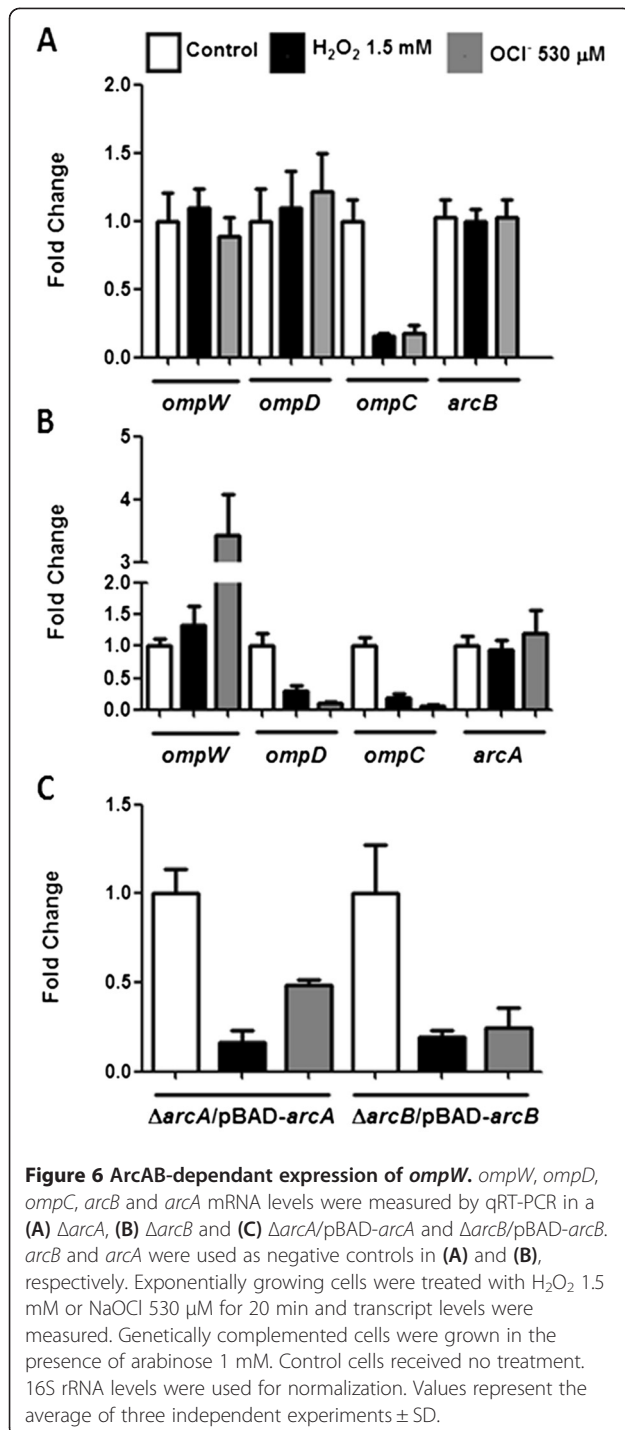 A
Control H₂O₂ 1.5 mM OCl⁻ 530 µM
2.0
1.5
1.0
0.5
0.0
Fold Change
ompW ompD ompC arcB
B
5
4
3
2.0
1.5
1.0
0.5
0.0
Fold Change
ompW ompD ompC arcA
C
1.5
1.0
0.5
0.0
Fold Change
ΔarcA/pBAD-arcA ΔarcB/pBAD-arcB
Figure 6 ArcAB-dependant expression of ompW. ompW, ompD,
ompC, arcB and arcA mRNA levels were measured by qRT-PCR in a
(A) ΔarcA, (B) ΔarcB and (C) ΔarcA/pBAD-arcA and ΔarcB/pBAD-arcB.
arcB and arcA were used as negative controls in (A) and (B),
respectively. Exponentially growing cells were treated with H₂O₂ 1.5
mM or NaOCl 530 µM for 20 min and transcript levels were
measured. Genetically complemented cells were grown in the
presence of arabinose 1 mM. Control cells received no treatment.
16S rRNA levels were used for normalization. Values represent the
average of three independent experiments ± SD.